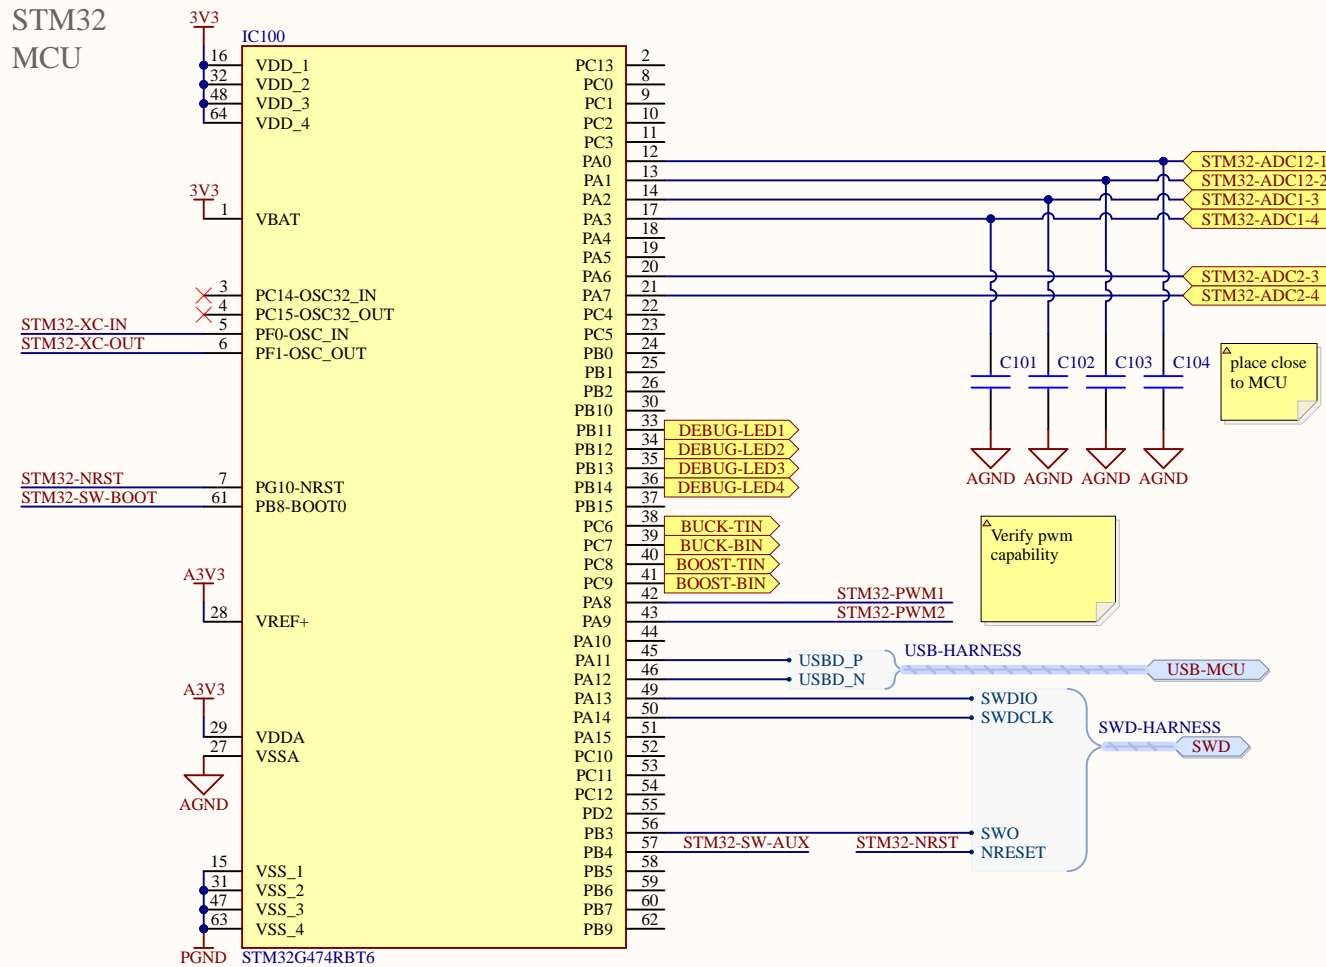 STM32
MCU
3V3
IC100
16 VDD_1
32 VDD_2
48 VDD_3
64 VDD_4
3V3
1 VBAT
3 PC14-OSC32_IN
4 PC15-OSC32_OUT
STM32-XC-IN 5 PF0-OSC_IN
STM32-XC-OUT 6 PF1-OSC_OUT
STM32-NRST 7 PG10-NRST
STM32-SW-BOOT 61 PB8-BOOT0
A3V3
28 VREF+
A3V3
29 VDDA
27 VSSA
AGND
15 VSS_1
31 VSS_2
47 VSS_3
63 VSS_4
PGND
STM32G474RBT6
PC13 2
PC0 8
PC1 9
PC2 10
PC3 11
PA0 12 STM32-ADC12-1
PA1 13 STM32-ADC12-2
PA2 14 STM32-ADC1-3
PA3 17 STM32-ADC1-4
PA4 18
PA5 19
PA6 20 STM32-ADC2-3
PA7 21 STM32-ADC2-4
PC4 22
PC5 23
PB0 24
PB1 25
PB2 26
PB10 30
PB11 33 DEBUG-LED1
PB12 34 DEBUG-LED2
PB13 35 DEBUG-LED3
PB14 36 DEBUG-LED4
PB15 37
PC6 38 BUCK-TIN
PC7 39 BUCK-BIN
PC8 40 BOOST-TIN
PC9 41 BOOST-BIN
PA8 42 STM32-PWM1
PA9 43 STM32-PWM2
PA10 44
PA11 45 USBD_P
PA12 46 USBD_N
PA13 49 SWDIO
PA14 50 SWDCLK
PA15 51
PC10 52
PC11 53
PC12 54
PD2 55
PB3 56 SWO
PB4 57 STM32-SW-AUX STM32-NRST NRESET
PB5 58
PB6 59
PB7 60
PB9 62
C101 C102 C103 C104
AGND AGND AGND AGND
place close
to MCU
Verify pwm
capability
USB-HARNESS
USB-MCU
SWD-HARNESS
SWD